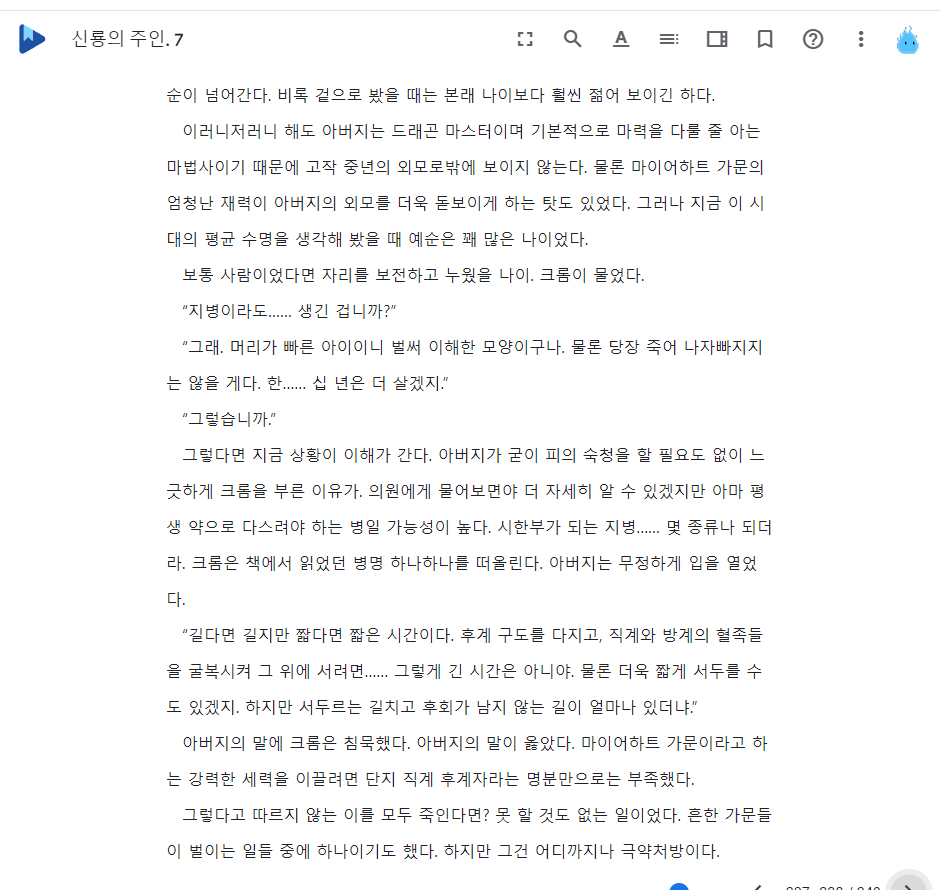 신룡의 주인. 7
순이 넘어간다. 비록 겉으로 봤을 때는 본래 나이보다 훨씬 젊어 보이긴 하다.
이러니저러니 해도 아버지는 드래곤 마스터이며 기본적으로 마력을 다룰 줄 아는
마법사이기 때문에 고작 중년의 외모로밖에 보이지 않는다. 물론 마이어하트 가문의
엄청난 재력이 아버지의 외모를 더욱 돋보이게 하는 탓도 있었다. 그러나 지금 이 시
대의 평균 수명을 생각해 봤을 때 예순은 꽤 많은 나이었다.
보통 사람이었다면 자리를 보전하고 누웠을 나이. 크롬이 물었다.
“지병이라도...... 생긴 겁니까?”
“그래. 머리가 빠른 아이이니 벌써 이해한 모양이구나. 물론 당장 죽어 나자빠지지
는 않을 게다. 한...... 십 년은 더 살겠지.”
“그렇습니까.”
그렇다면 지금 상황이 이해가 간다. 아버지가 굳이 피의 숙청을 할 필요도 없이 느
긋하게 크롬을 부른 이유가. 의원에게 물어보면야 더 자세히 알 수 있겠지만 아마 평
생 약으로 다스려야 하는 병일 가능성이 높다. 시한부가 되는 지병...... 몇 종류나 되더
라. 크롬은 책에서 읽었던 병명 하나하나를 떠올린다. 아버지는 무정하게 입을 열었
다.
“길다면 길지만 짧다면 짧은 시간이다. 후계 구도를 다지고, 직계와 방계의 혈족들
을 굴복시켜 그 위에 서려면...... 그렇게 긴 시간은 아니야. 물론 더욱 짧게 서두를 수
도 있겠지. 하지만 서두르는 길치고 후회가 남지 않는 길이 얼마나 있더냐.”
아버지의 말에 크롬은 침묵했다. 아버지의 말이 옳았다. 마이어하트 가문이라고 하
는 강력한 세력을 이끌려면 단지 직계 후계자라는 명분만으로는 부족했다.
그렇다고 따르지 않는 이를 모두 죽인다면? 못 할 것도 없는 일이었다. 흔한 가문들
이 벌이는 일들 중에 하나이기도 했다. 하지만 그건 어디까지나 극약처방이다.